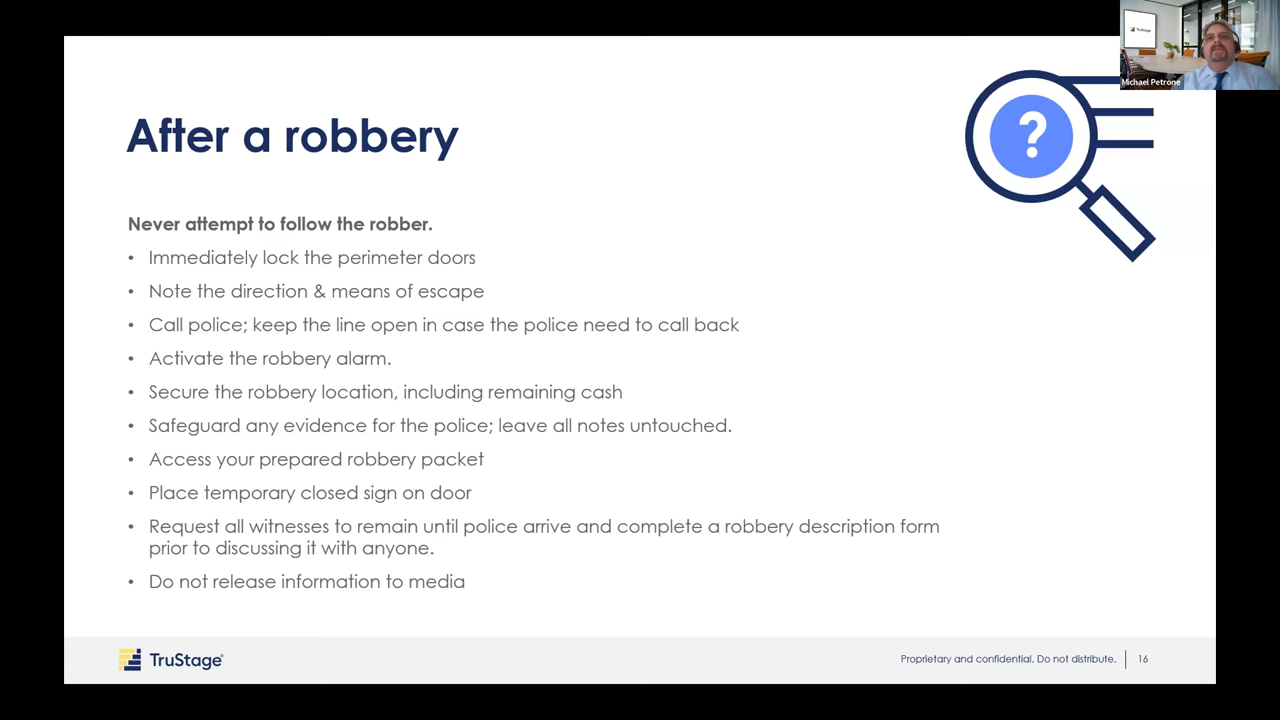 TruStage
Michael Petrone
?
After a robbery
Never attempt to follow the robber.
• Immediately lock the perimeter doors
• Note the direction & means of escape
• Call police; keep the line open in case the police need to call back
• Activate the robbery alarm.
• Secure the robbery location, including remaining cash
• Safeguard any evidence for the police; leave all notes untouched.
• Access your prepared robbery packet
• Place temporary closed sign on door
• Request all witnesses to remain until police arrive and complete a robbery description form
prior to discussing it with anyone.
• Do not release information to media
TruStage®
Proprietary and confidential. Do not distribute. | 16